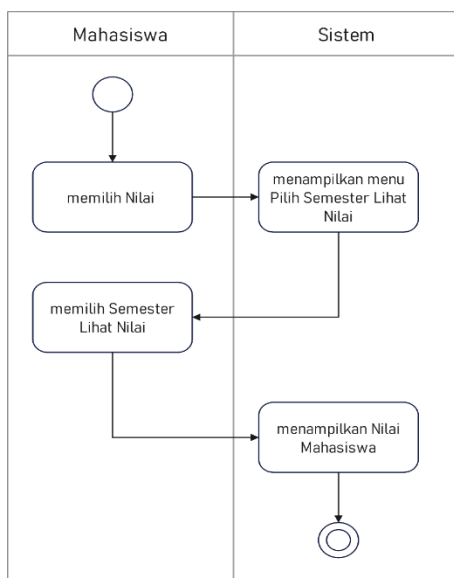 Mahasiswa
Sistem
memilih Nilai
menampilkan menu
Pilih Semester Lihat
Nilai
memilih Semester
Lihat Nilai
menampilkan Nilai
Mahasiswa